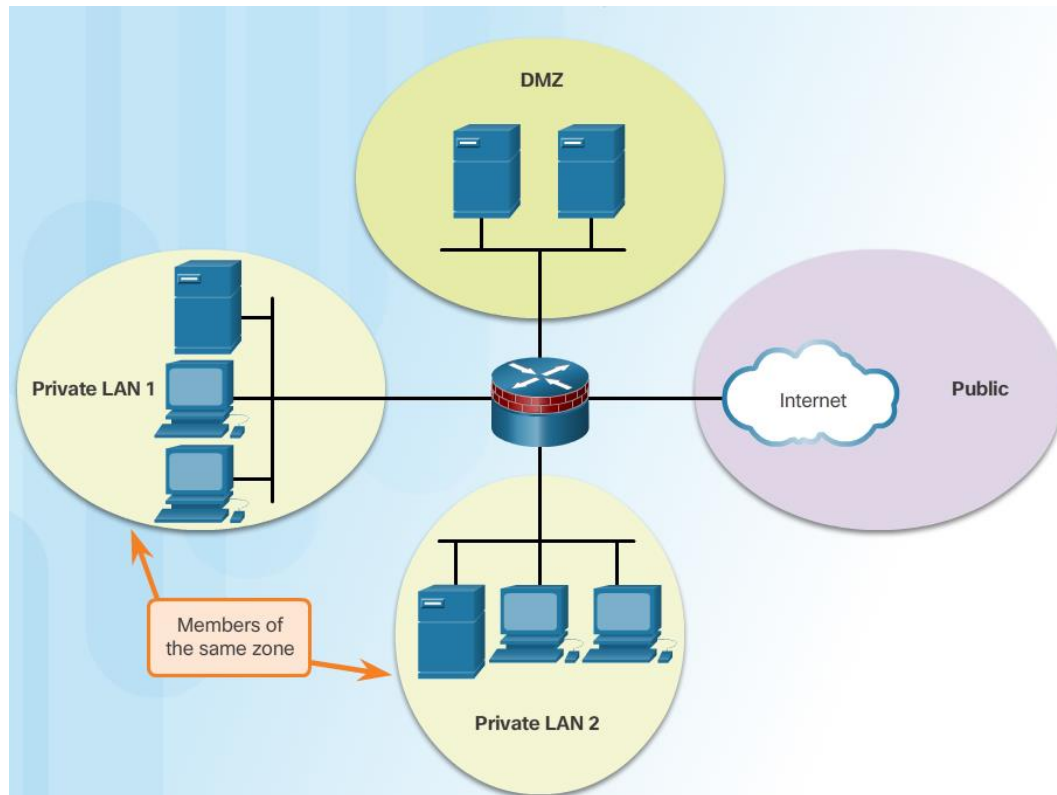 DMZ
Private LAN 1
Internet
Public
Members of
the same zone
Private LAN 2